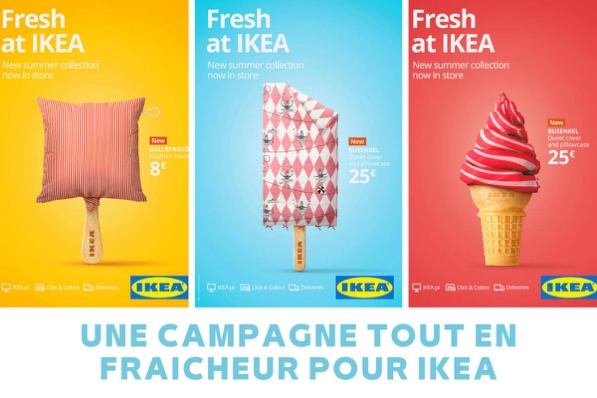 Fresh
at IKEA
New summer collection
now in store
New
GULLBERGSÖ
Cushion cover
8€
IKEA
IKEA.pt
Click & Collect
Deliveries
IKEA
Fresh
at IKEA
New summer collection
now in store
New
BUSENKEL
Duvet cover
and pillowcase
25€
IKEA
IKEA.pt
Click & Collect
Deliveries
IKEA
Fresh
at IKEA
New summer collection
now in store
New
BUSENKEL
Duvet cover
and pillowcase
25€
IKEA.pt
Click & Collect
Deliveries
IKEA
UNE CAMPAGNE TOUT EN
FRAICHEUR POUR IKEA